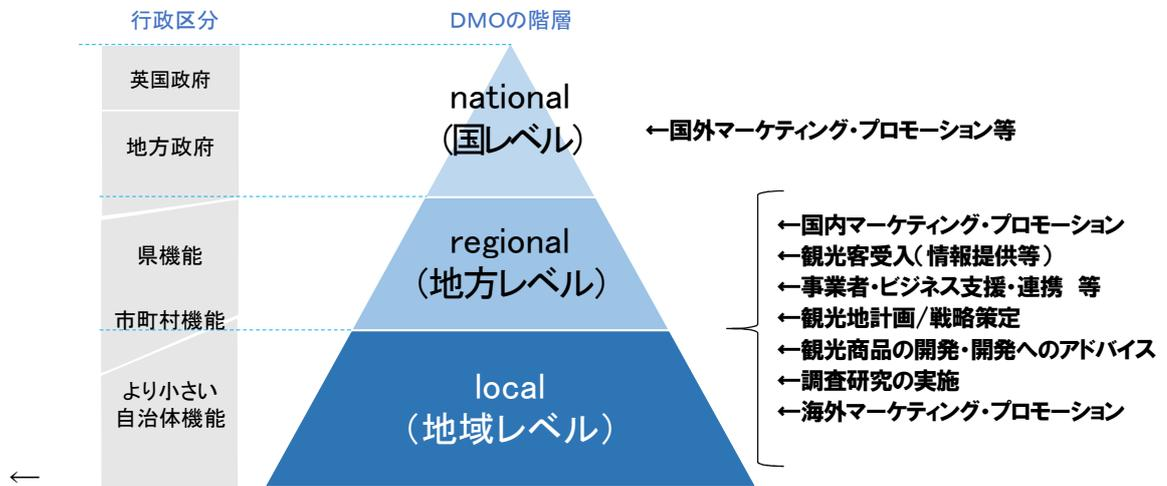 行政区分
DMOの階層
英国政府
地方政府
県機能
市町村機能
より小さい
自治体機能
national
(国レベル)
regional
(地方レベル)
local
(地域レベル)
←国外マーケティング・プロモーション等
←国内マーケティング・プロモーション
←観光客受入(情報提供等)
←事業者・ビジネス支援・連携 等
←観光地計画/戦略策定
←観光商品の開発・開発へのアドバイス
←調査研究の実施
←海外マーケティング・プロモーション
←